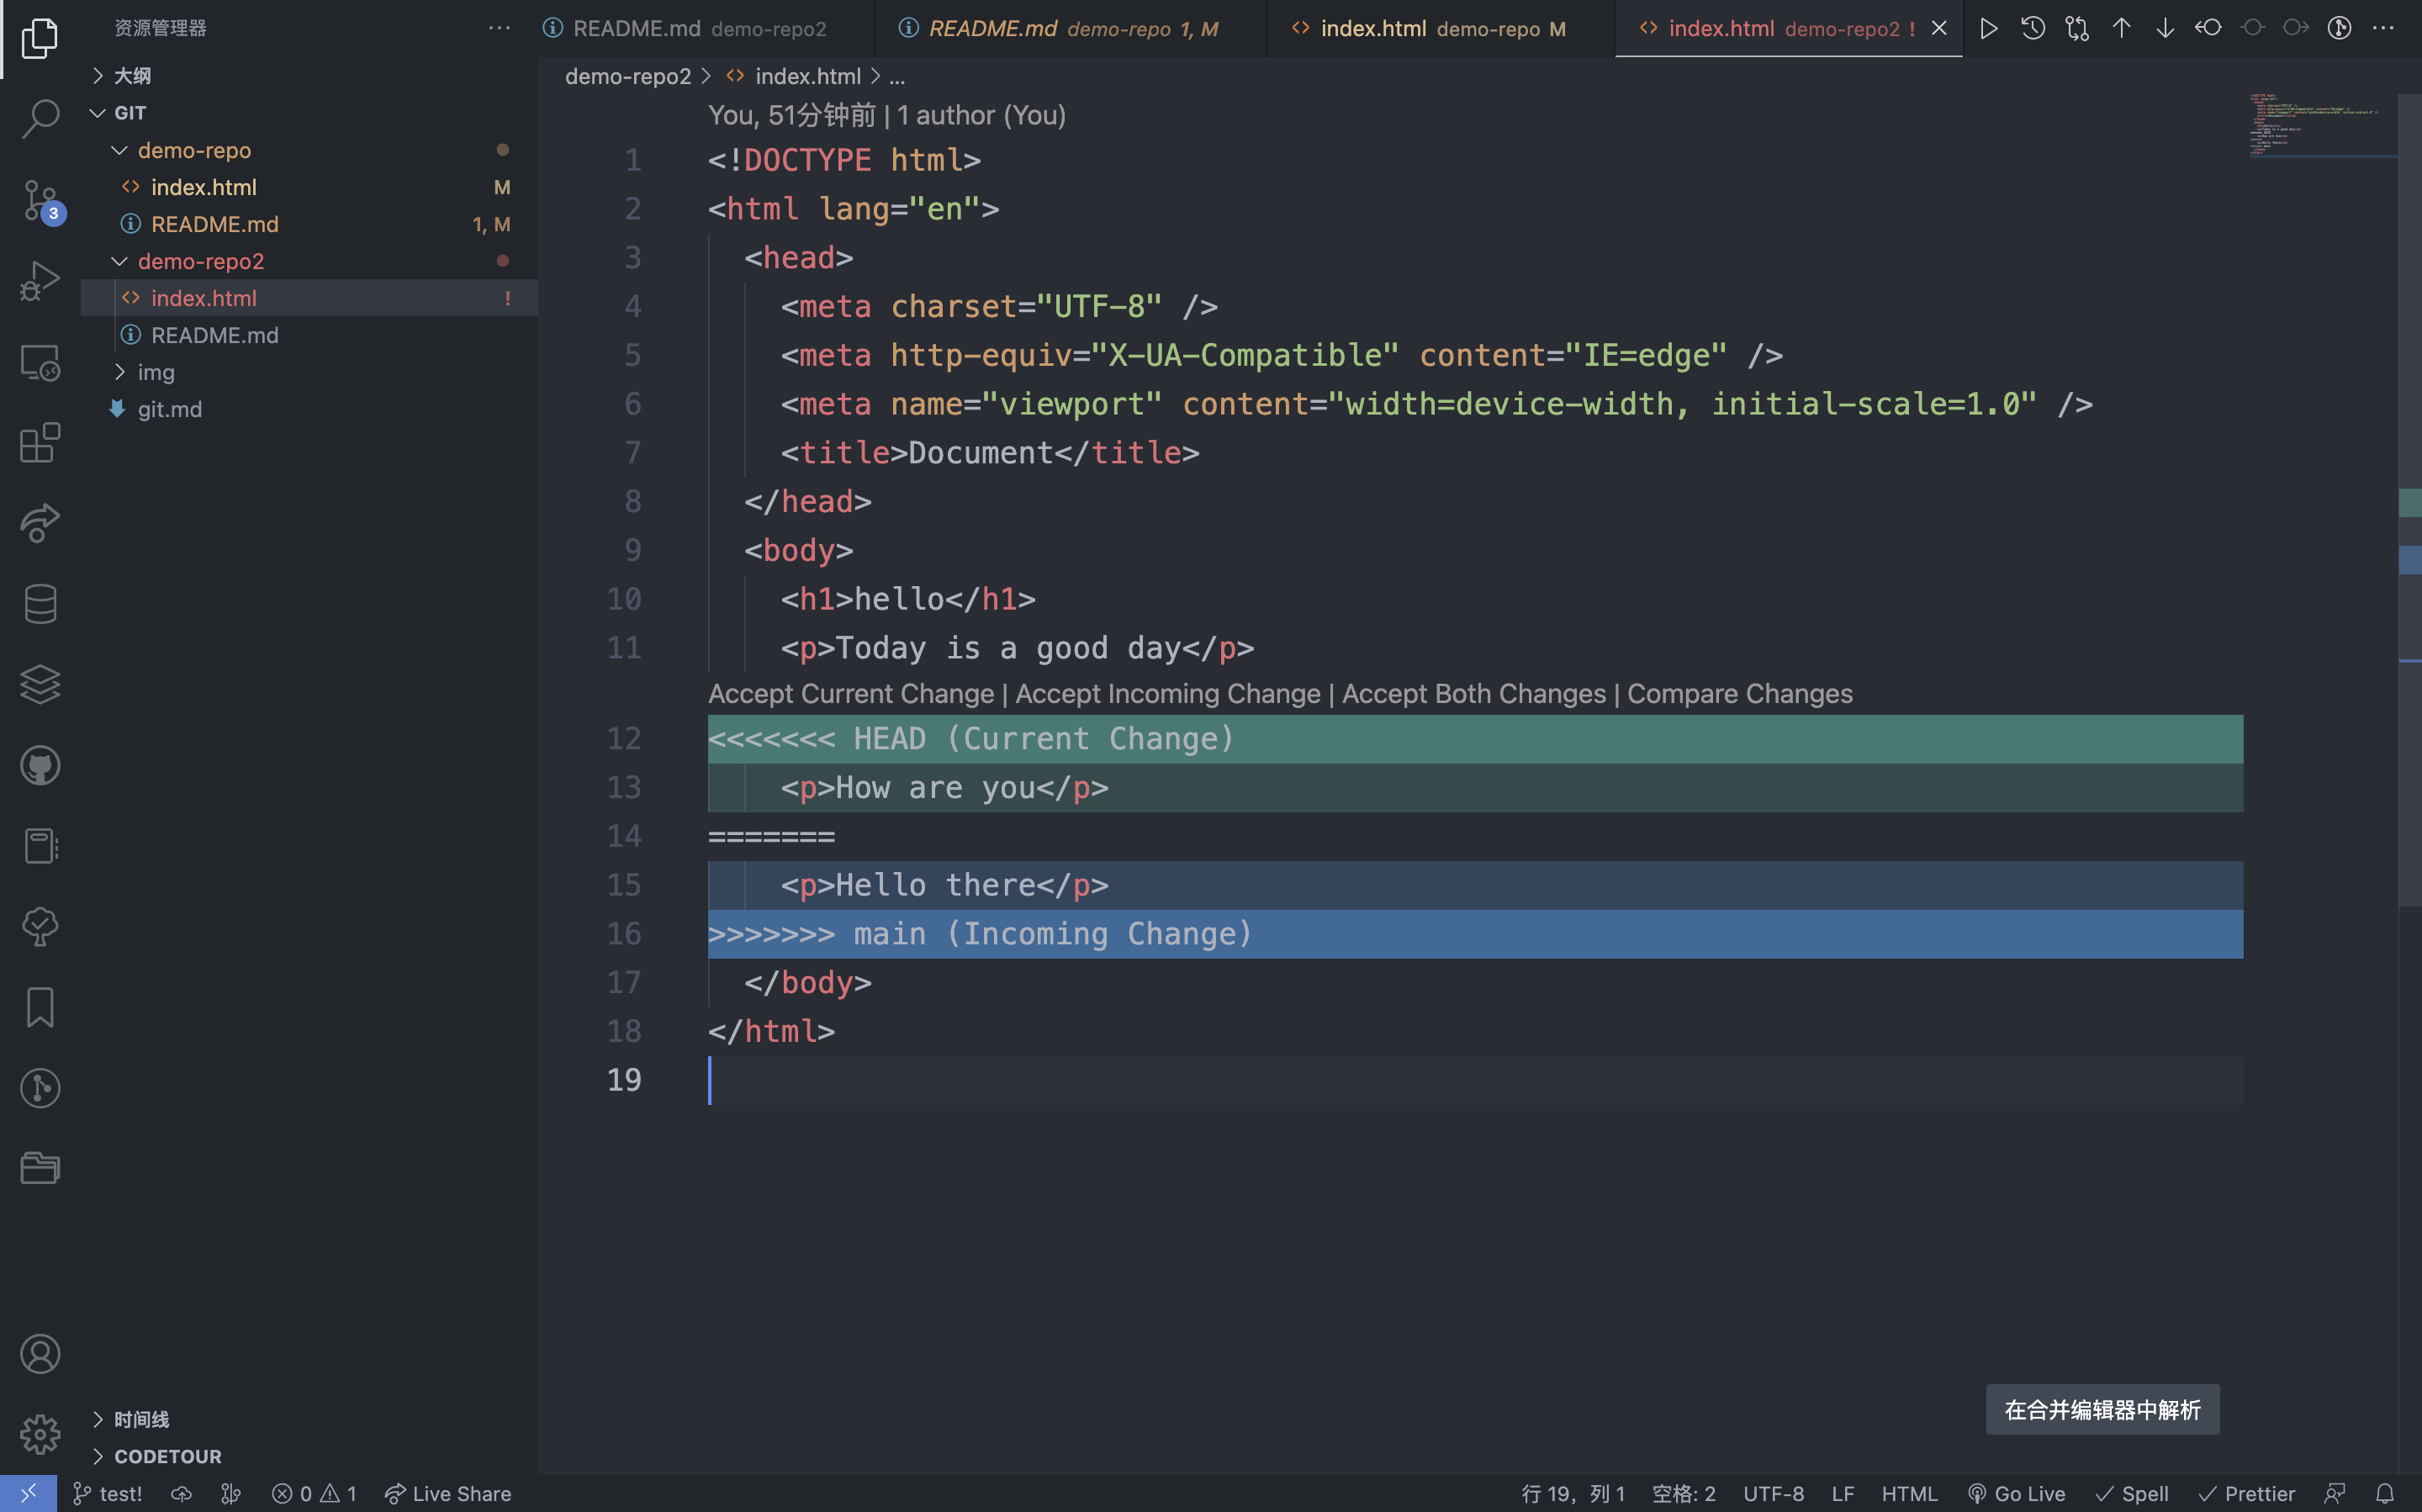 资源管理器
README.md demo-repo2
README.md demo-repo 1, M
index.html demo-repo M
index.html demo-repo2 !
大纲
GIT
demo-repo
index.html M
README.md 1, M
demo-repo2
index.html !
README.md
img
git.md
3
时间线
CODETOUR
demo-repo2 > index.html > ...
You, 51分钟前 | 1 author (You)
1 <!DOCTYPE html>
2 <html lang="en">
3   <head>
4     <meta charset="UTF-8" />
5     <meta http-equiv="X-UA-Compatible" content="IE=edge" />
6     <meta name="viewport" content="width=device-width, initial-scale=1.0" />
7     <title>Document</title>
8   </head>
9   <body>
10     <h1>hello</h1>
11     <p>Today is a good day</p>
Accept Current Change | Accept Incoming Change | Accept Both Changes | Compare Changes
12 <<<<<<< HEAD (Current Change)
13     <p>How are you</p>
14 =======
15     <p>Hello there</p>
16 >>>>>>> main (Incoming Change)
17   </body>
18 </html>
19
在合并编辑器中解析
test! 0 1 Live Share
行 19，列 1 空格: 2 UTF-8 LF HTML Go Live Spell Prettier